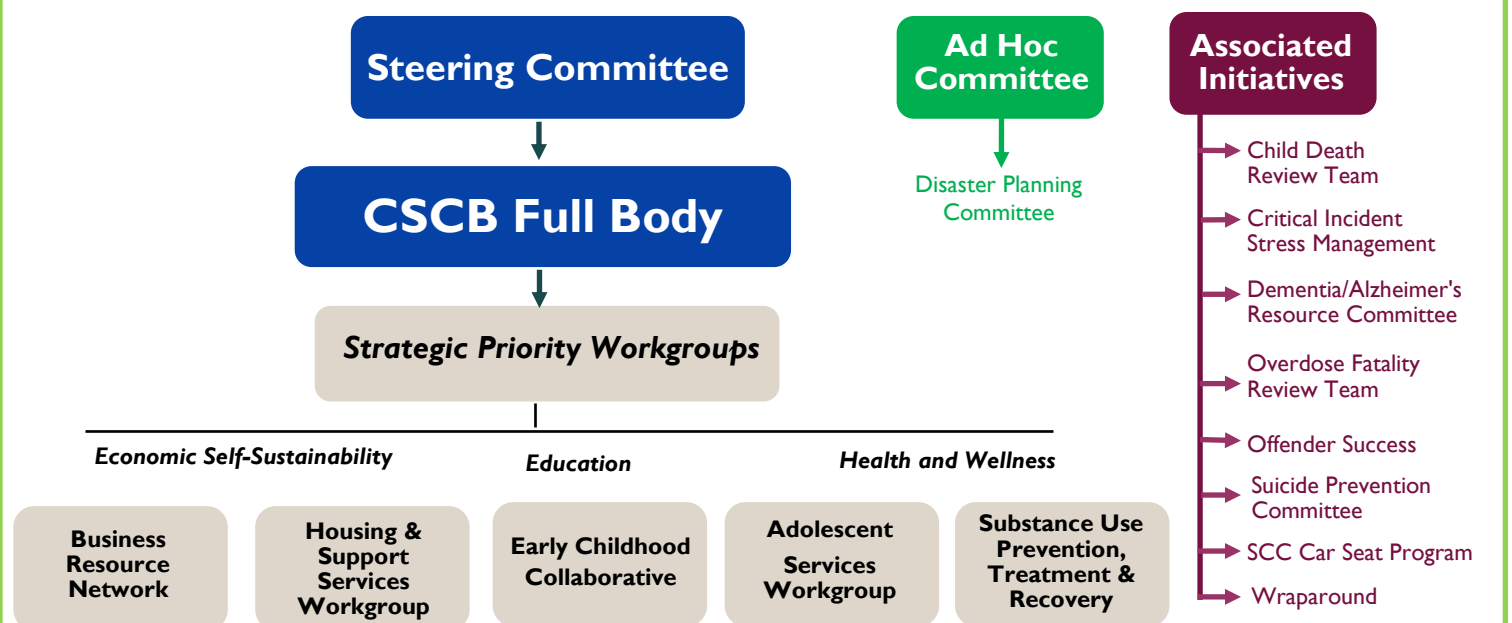 Steering Committee
CSCB Full Body
Strategic Priority Workgroups
Economic Self-Sustainability
Education
Health and Wellness
Business
Resource
Network
Housing &
Support
Services
Workgroup
Early Childhood
Collaborative
Adolescent
Services
Workgroup
Substance Use
Prevention,
Treatment &
Recovery
Ad Hoc
Committee
Disaster Planning
Committee
Associated
Initiatives
Child Death
Review Team
Critical Incident
Stress Management
Dementia/Alzheimer's
Resource Committee
Overdose Fatality
Review Team
Offender Success
Suicide Prevention
Committee
SCC Car Seat Program
Wraparound